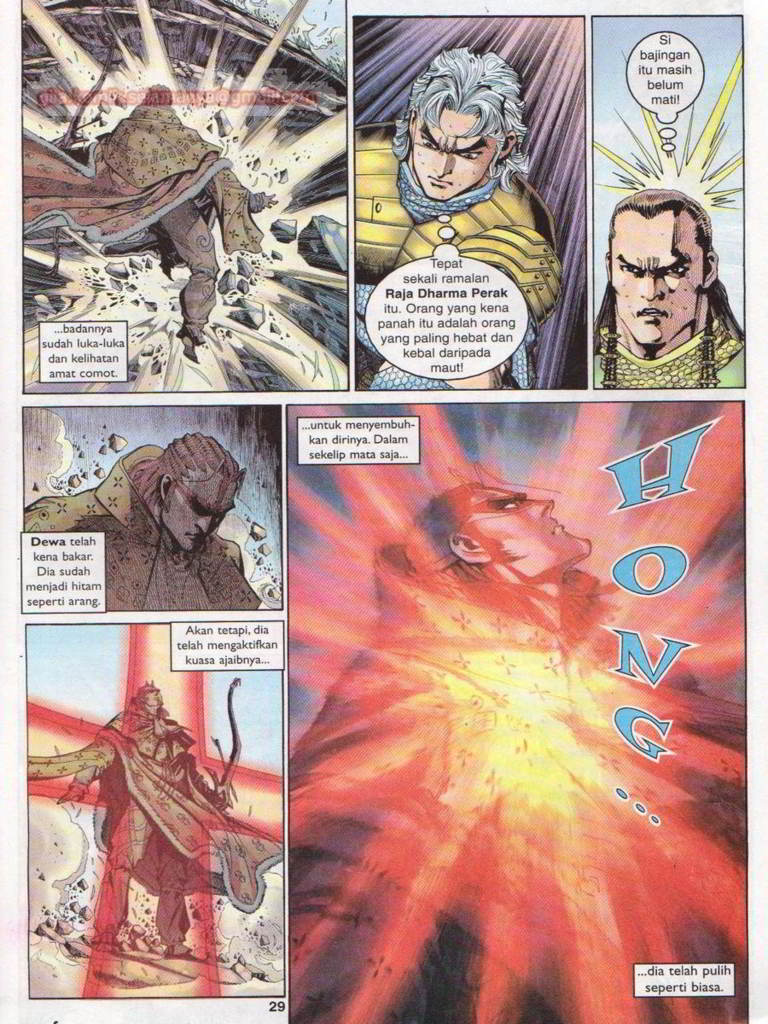 ...badannya
sudah luka-luka
dan kelihatan
amat comot.
Tepat
sekali ramalan
Raja Dharma Perak
itu. Orang yang kena
panah itu adalah orang
yang paling hebat dan
kebal daripada
maut!
Si
bajingan
itu masih
belum
mati!
Dewa telah
kena bakar.
Dia sudah
menjadi hitam
seperti arang.
Akan tetapi, dia
telah mengaktifkan
kuasa ajaibnya...
...untuk menyembuh-
kan dirinya. Dalam
sekelip mata saja...
HONG...
...dia telah pulih
seperti biasa.
29